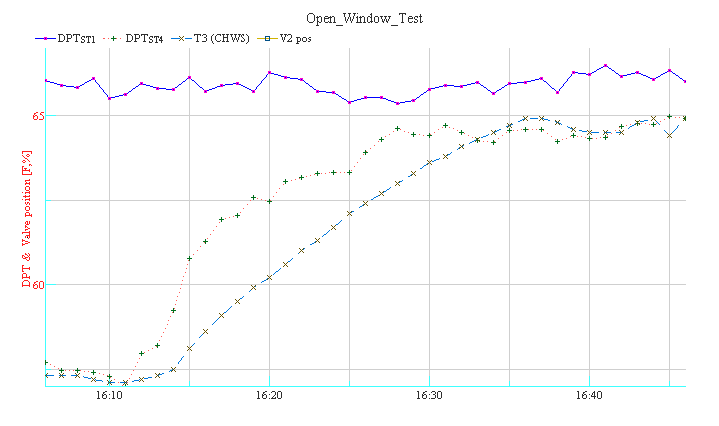 Open_Window_Test
DPTST1 DPTST4 T3 (CHWS) V2 pos
65
60
DPT & Valve position [F,%]
16:10 16:20 16:30 16:40